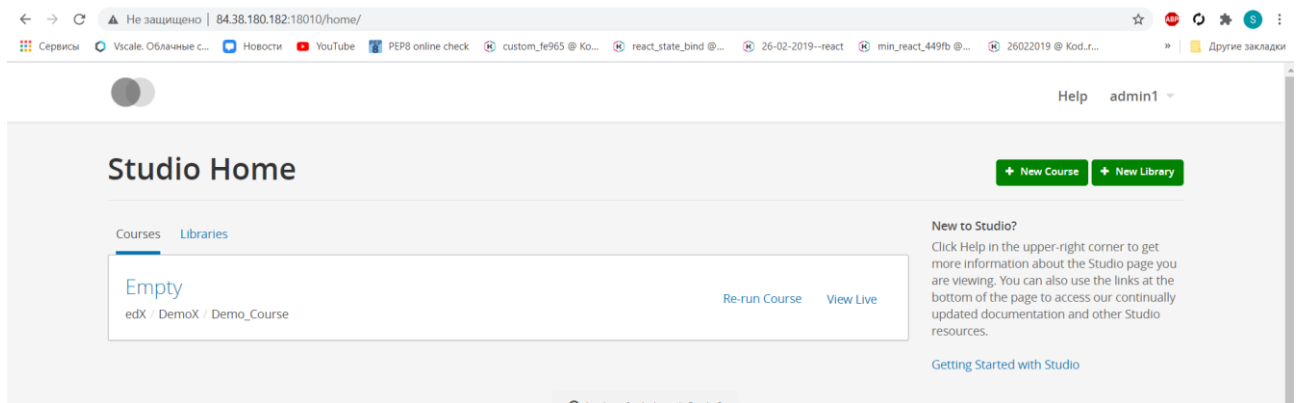 Не защищено | 84.38.180.182:18010/home/
ABP S
Сервисы Vscale. Облачные с... Новости YouTube PEP8 online check custom_fe965 @ Ko... react_state_bind @... 26-02-2019--react min_react_449fb @... 26022019 @ Kod..r... » Другие закладки
Help admin1
Studio Home
+ New Course + New Library
Courses Libraries
Empty
edX / DemoX / Demo_Course
Re-run Course View Live
New to Studio?
Click Help in the upper-right corner to get
more information about the Studio page you
are viewing. You can also use the links at the
bottom of the page to access our continually
updated documentation and other Studio
resources.
Getting Started with Studio